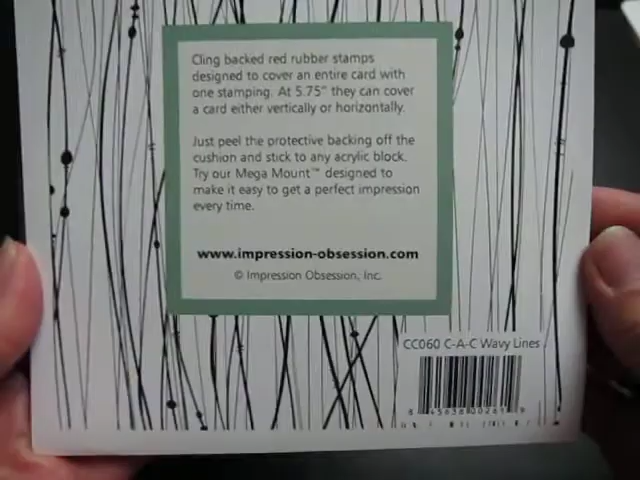 Cling backed red rubber stamps
designed to cover an entire card with
one stamping. At 5.75" they can cover
a card either vertically or horizontally.
Just peel the protective backing off the
cushion and stick to any acrylic block.
Try our Mega Mount™ designed to
make it easy to get a perfect impression
every time.
www.impression-obsession.com
© Impression Obsession, Inc.
CC060 C-A-C Wavy Lines